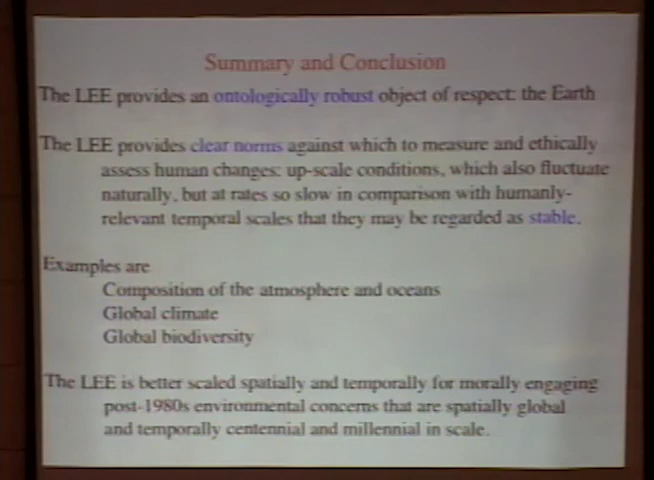 Summary and Conclusion
The LEE provides an ontologically robust object of respect: the Earth
The LEE provides clear norms against which to measure and ethically
assess human changes: up-scale conditions, which also fluctuate
naturally, but at rates so slow in comparison with humanly-
relevant temporal scales that they may be regarded as stable.
Examples are
Composition of the atmosphere and oceans
Global climate
Global biodiversity
The LEE is better scaled spatially and temporally for morally engaging
post-1980s environmental concerns that are spatially global
and temporally centennial and millennial in scale.